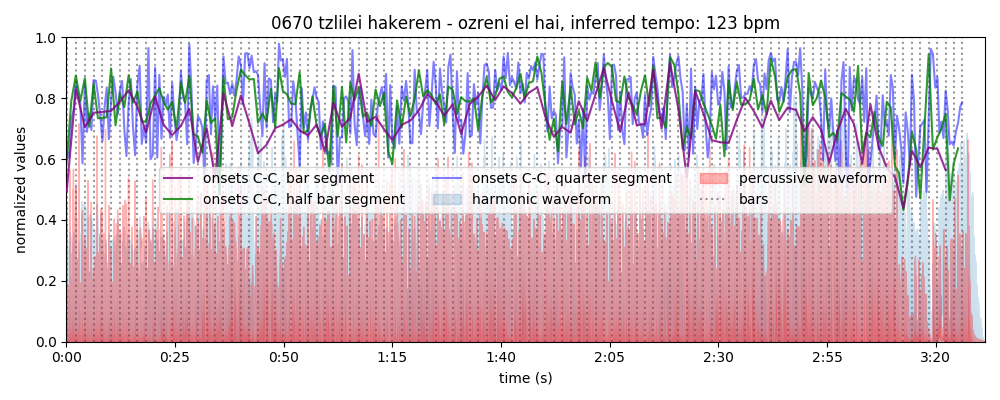 0670 tzlilei hakerem - ozreni el hai, inferred tempo: 123 bpm
normalized values
1.0
0.8
0.6
0.4
0.2
0.0
onsets C-C, bar segment
onsets C-C, half bar segment
onsets C-C, quarter segment
harmonic waveform
percussive waveform
bars
0:00 0:25 0:50 1:15 1:40 2:05 2:30 2:55 3:20
time (s)